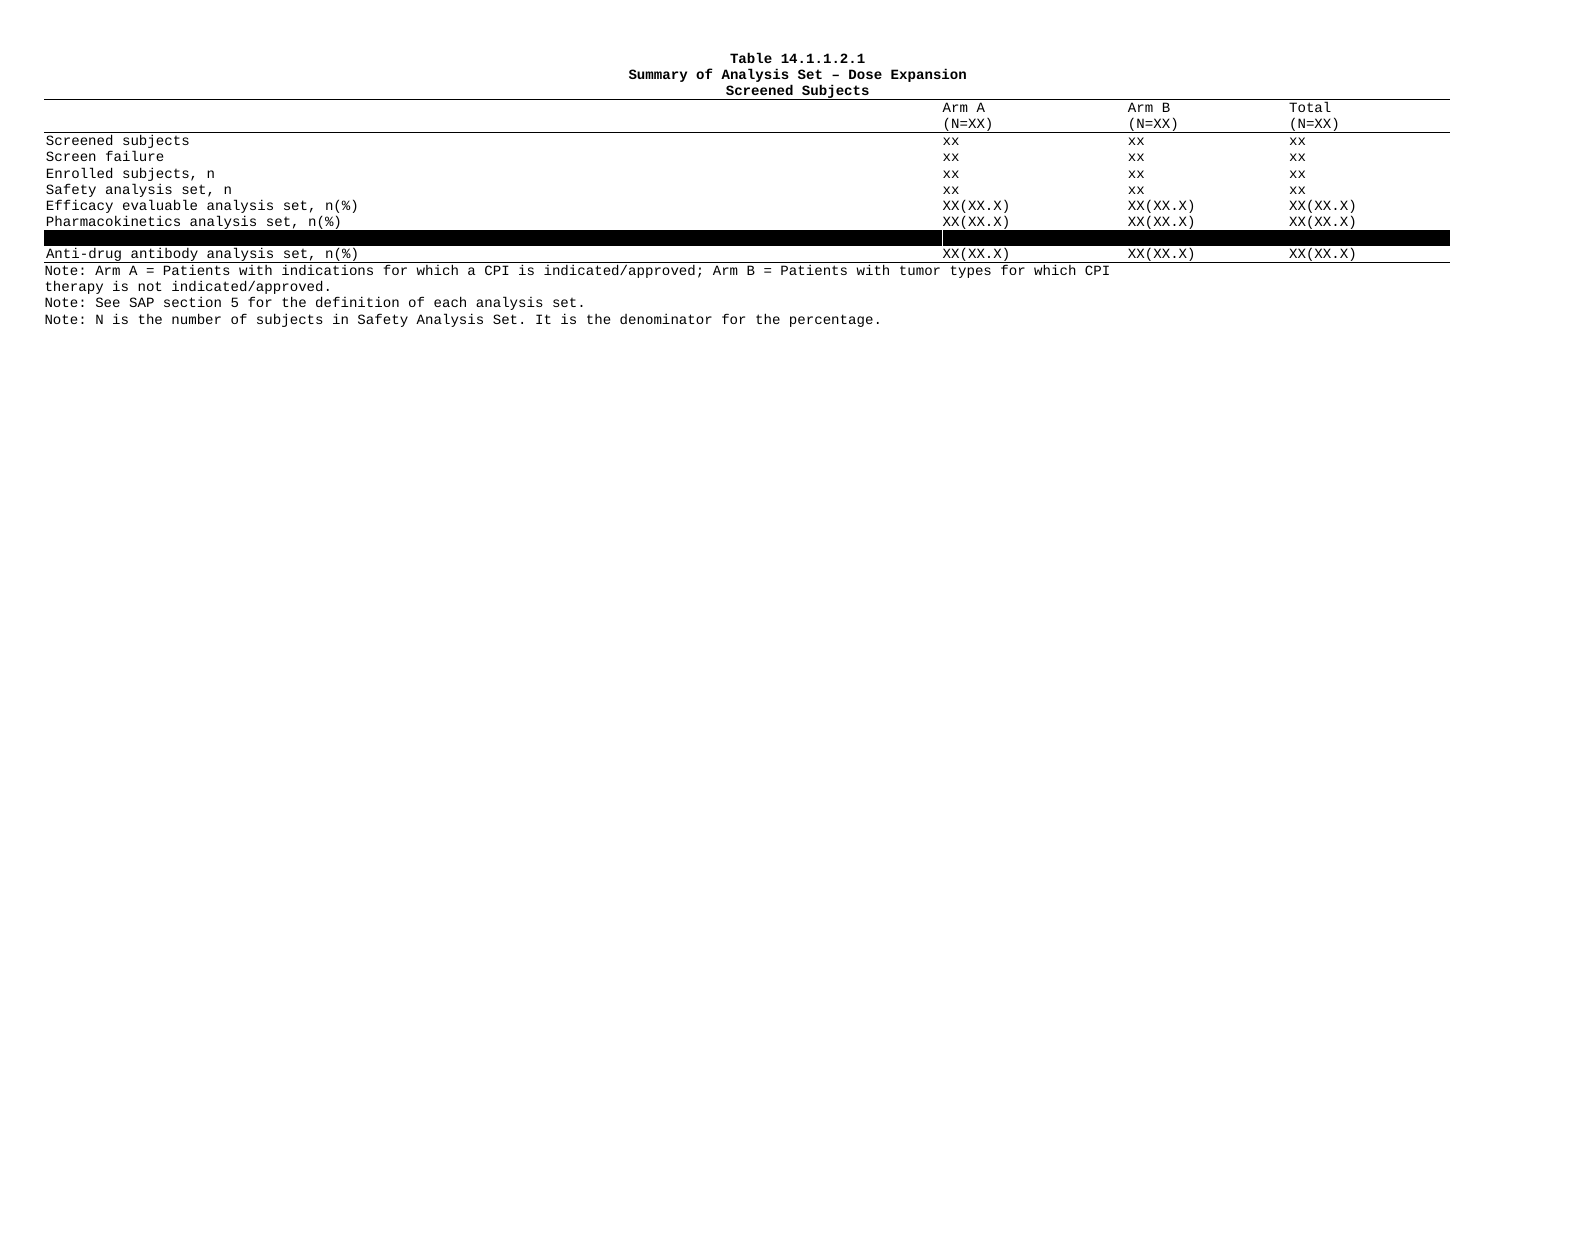 Table 14.1.1.2.1
Summary of Analysis Set – Dose Expansion
Screened Subjects
Arm A Arm B Total
(N=XX) (N=XX) (N=XX)
Screened subjects xx xx xx
Screen failure xx xx xx
Enrolled subjects, n xx xx xx
Safety analysis set, n xx xx xx
Efficacy evaluable analysis set, n(%) XX(XX.X) XX(XX.X) XX(XX.X)
Pharmacokinetics analysis set, n(%) XX(XX.X) XX(XX.X) XX(XX.X)
Anti-drug antibody analysis set, n(%) XX(XX.X) XX(XX.X) XX(XX.X)
Note: Arm A = Patients with indications for which a CPI is indicated/approved; Arm B = Patients with tumor types for which CPI
therapy is not indicated/approved.
Note: See SAP section 5 for the definition of each analysis set.
Note: N is the number of subjects in Safety Analysis Set. It is the denominator for the percentage.